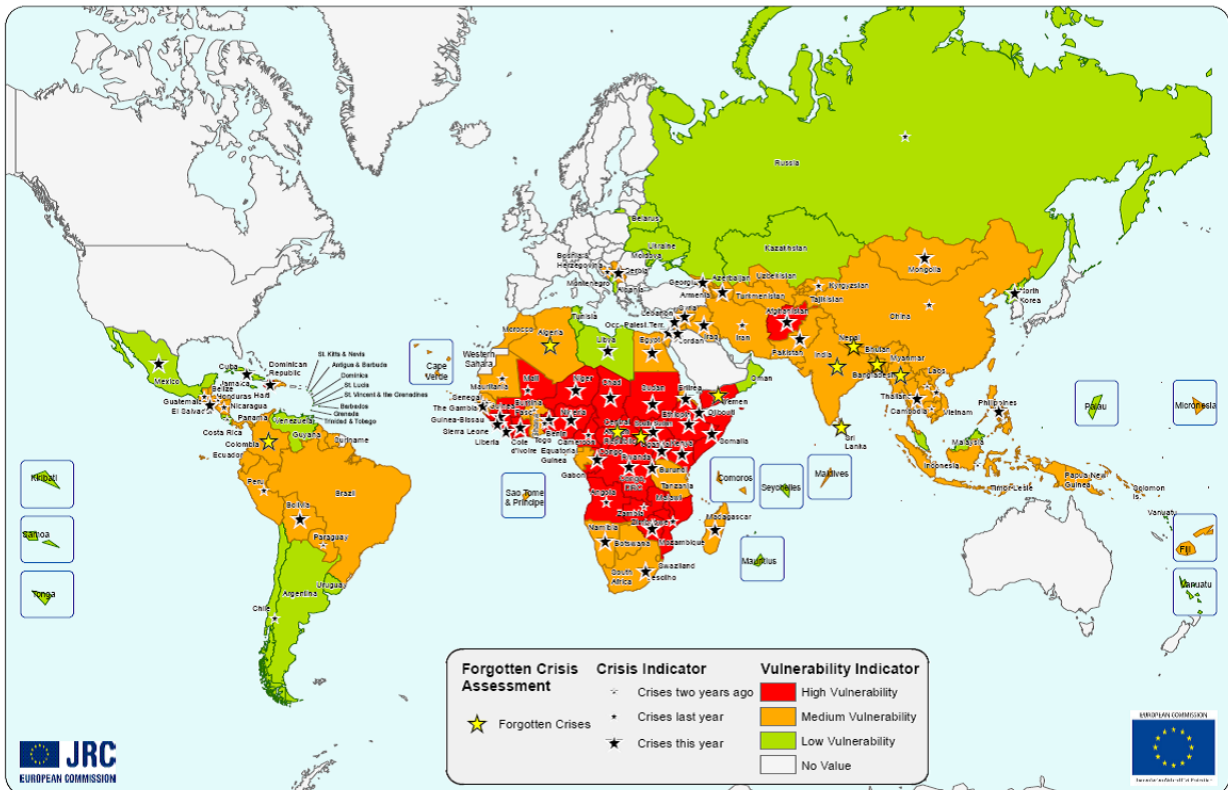 Russia
Belarus
Ukraine
Moldova
Kazakhstan
Bosnia &
Herzegovina
Serbia
Montenegro
Albania
Georgia
Azerbaijan
Armenia
Uzbekistan
Turkmenistan
Kyrgyzstan
Tajikistan
Mongolia
China
North
Korea
Tunisia
Morocco
Algeria
Libya
Egypt
Lebanon
Syria
Occ. Palest. Terr.
Jordan
Iraq
Iran
Afghanistan
Pakistan
India
Nepal
Bhutan
Bangladesh
Myanmar
Laos
Thailand
Cambodia
Vietnam
Philippines
Oman
Yemen
Sri
Lanka
Malaysia
Indonesia
Timor-Leste
Papua New
Guinea
Solomon
Is.
Vanuatu
Mexico
Cuba
Jamaica
Haiti
Dominican
Republic
St. Kitts & Nevis
Antigua & Barbuda
Dominica
St. Lucia
St. Vincent & the Grenadines
Barbados
Grenada
Trinidad & Tobago
Belize
Guatemala
Honduras
El Salvador
Nicaragua
Costa Rica
Panama
Colombia
Venezuela
Guyana
Suriname
Ecuador
Peru
Brazil
Bolivia
Paraguay
Uruguay
Argentina
Chile
Western
Sahara
Mauritania
Senegal
The Gambia
Guinea-Bissau
Sierra Leone
Liberia
Mali
Burkina
Faso
Cote
d'Ivoire
Togo
Benin
Niger
Nigeria
Chad
Sudan
Eritrea
Djibouti
Ethiopia
Somalia
Cameroon
Equatorial
Guinea
Gabon
Congo
Kenya
Rwanda
Burundi
Tanzania
Angola
Zambia
Malawi
Mozambique
Zimbabwe
Namibia
Botswana
South
Africa
Swaziland
Lesotho
Madagascar
Cape
Verde
Sao Tome
& Principe
Comoros
Seychelles
Maldives
Mauritius
Palau
Micronesia
Fiji
Vanuatu
Kiribati
Samoa
Tonga
Forgotten Crisis
Assessment
Forgotten Crises
Crisis Indicator
Crises two years ago
Crises last year
Crises this year
Vulnerability Indicator
High Vulnerability
Medium Vulnerability
Low Vulnerability
No Value
JRC
EUROPEAN COMMISSION
EUROPEAN COMMISSION